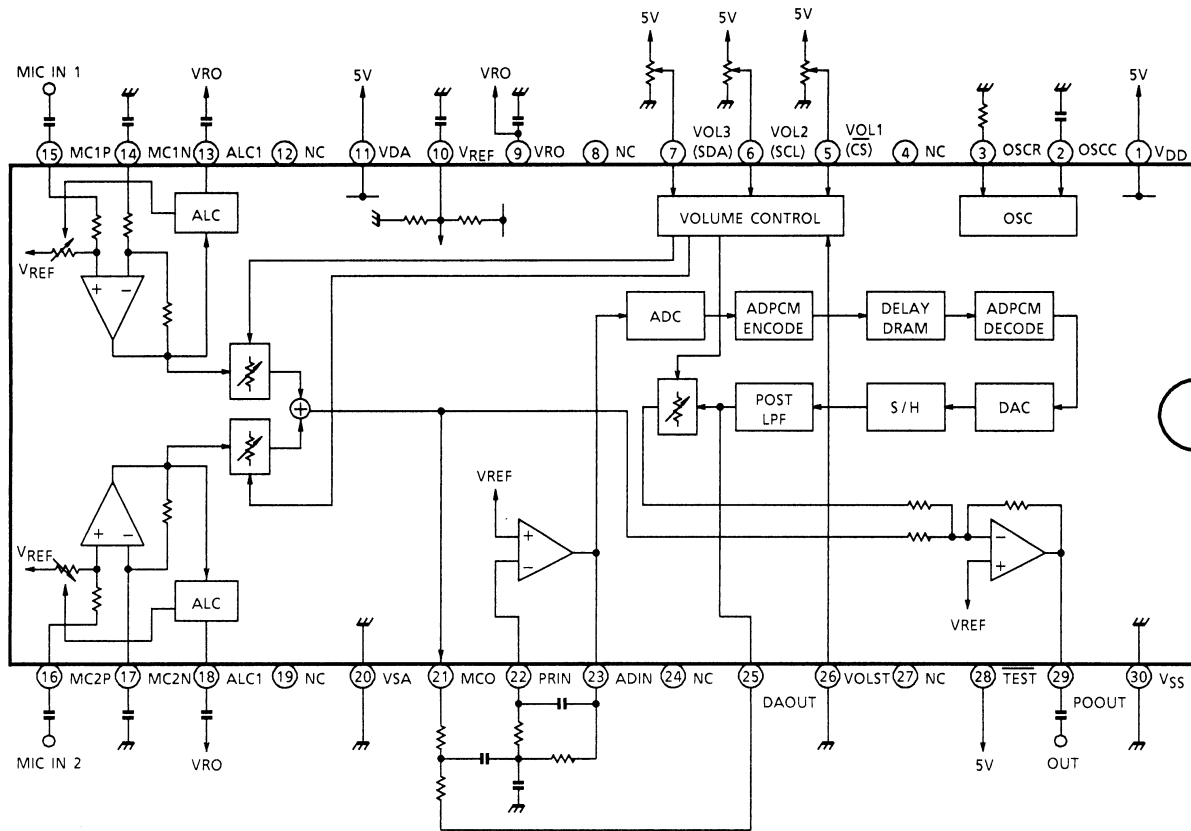 5V 5V 5V
MIC IN 1 VRO 5V VRO 5V
15 MC1P 14 MC1N 13 ALC1 12 NC 11 VDA 10 VREF 9 VRO 8 NC 7 VOL3 (SDA) 6 VOL2 (SCL) 5 VOL1 (CS) 4 NC 3 OSCR 2 OSCC 1 VDD
ALC
VOLUME CONTROL
OSC
VREF
+ −
ADC
ADPCM ENCODE
DELAY DRAM
ADPCM DECODE
+
POST LPF
S/H
DAC
VREF
+
−
+ −
VREF
−
+
ALC
VREF
16 MC2P 17 MC2N 18 ALC1 19 NC 20 VSA 21 MCO 22 PRIN 23 ADIN 24 NC 25 DAOUT 26 VOLST 27 NC 28 TEST 29 POOUT 30 VSS
MIC IN 2 VRO 5V OUT